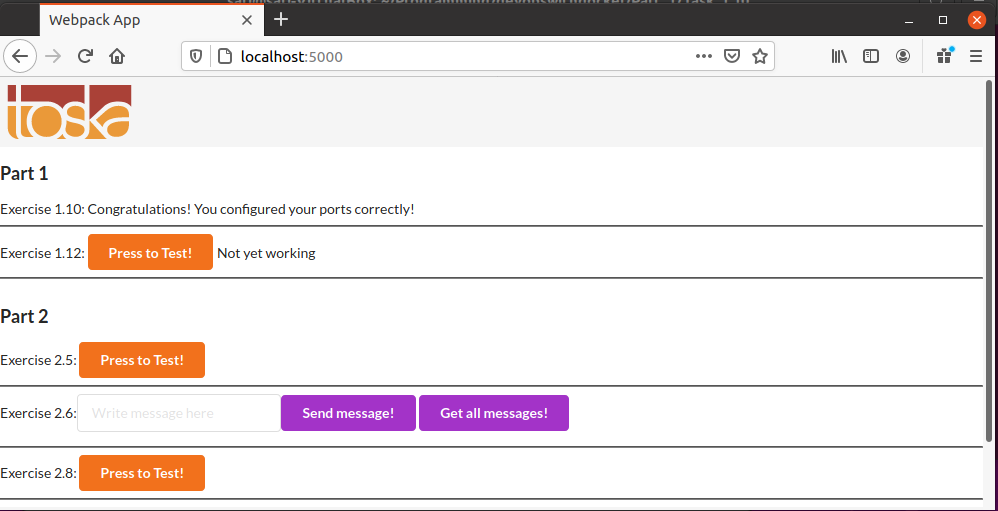 Webpack App
localhost:5000
toska
Part 1
Exercise 1.10: Congratulations! You configured your ports correctly!
Exercise 1.12: Press to Test! Not yet working
Part 2
Exercise 2.5: Press to Test!
Exercise 2.6: Write message here Send message! Get all messages!
Exercise 2.8: Press to Test!